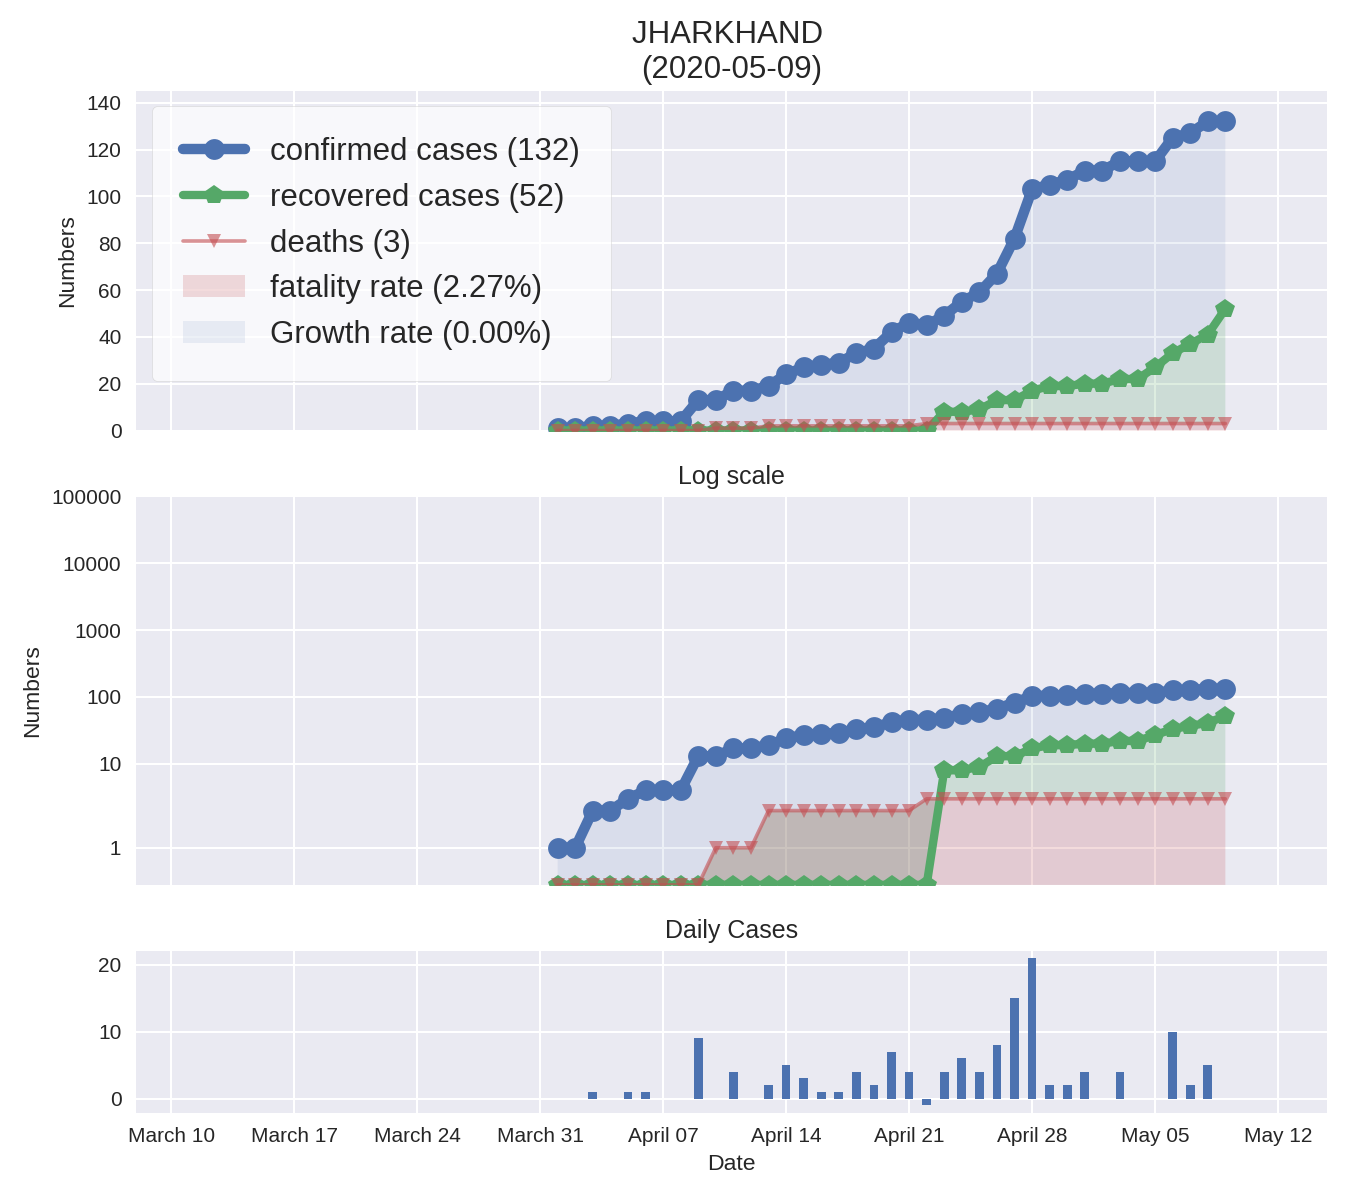 JHARKHAND
(2020-05-09)
140
120
100
80
60
40
20
0
Numbers
confirmed cases (132)
recovered cases (52)
deaths (3)
fatality rate (2.27%)
Growth rate (0.00%)
Log scale
100000
10000
1000
100
10
1
Numbers
Daily Cases
20
10
0
March 10 March 17 March 24 March 31 April 07 April 14 April 21 April 28 May 05 May 12
Date